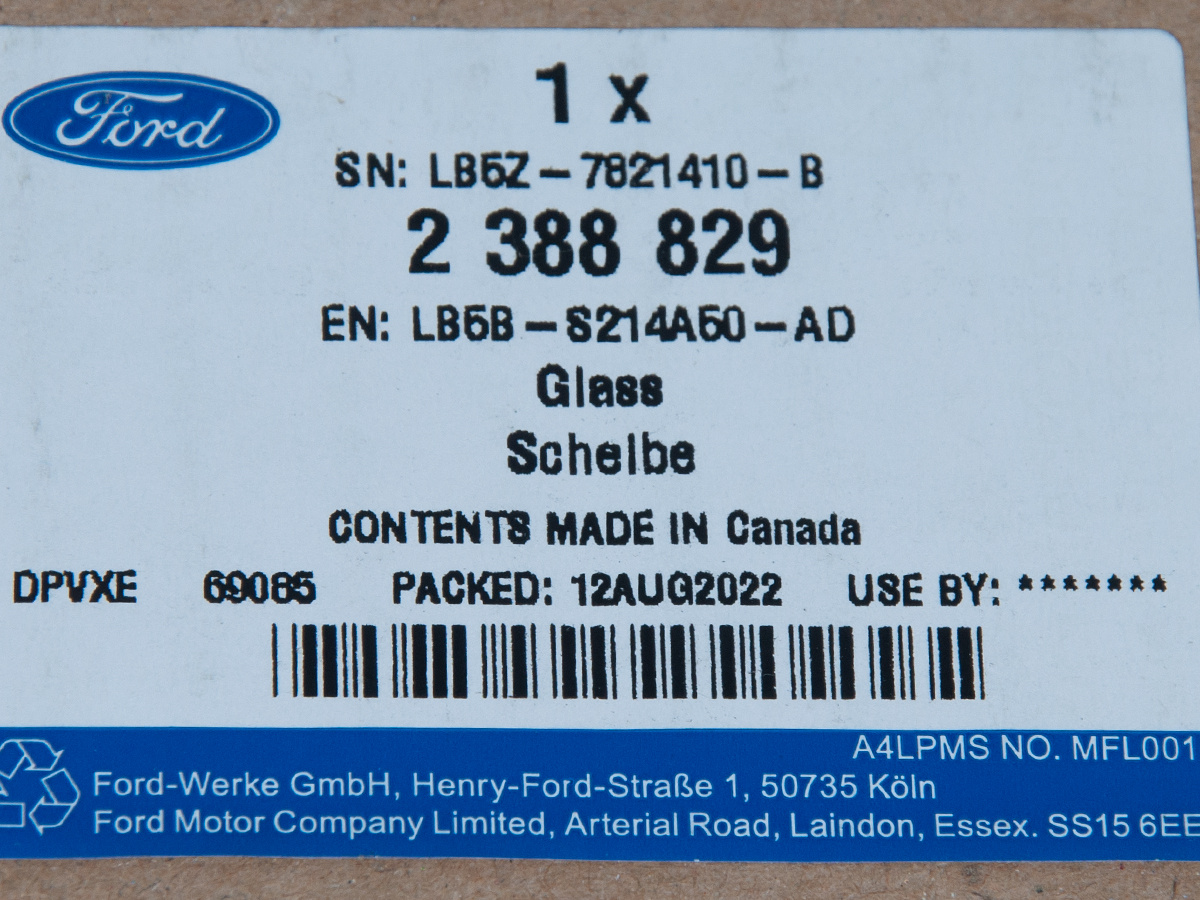 Ford
1 x
SN: LB5Z-7821410-B
2 388 829
EN: LB5B-S214A50-AD
Glass
Scheibe
CONTENTS MADE IN Canada
DPVXE 69085 PACKED: 12AUG2022 USE BY: *******
A4LPMS NO. MFL001
Ford-Werke GmbH, Henry-Ford-Straße 1, 50735 Köln
Ford Motor Company Limited, Arterial Road, Laindon, Essex. SS15 6EE